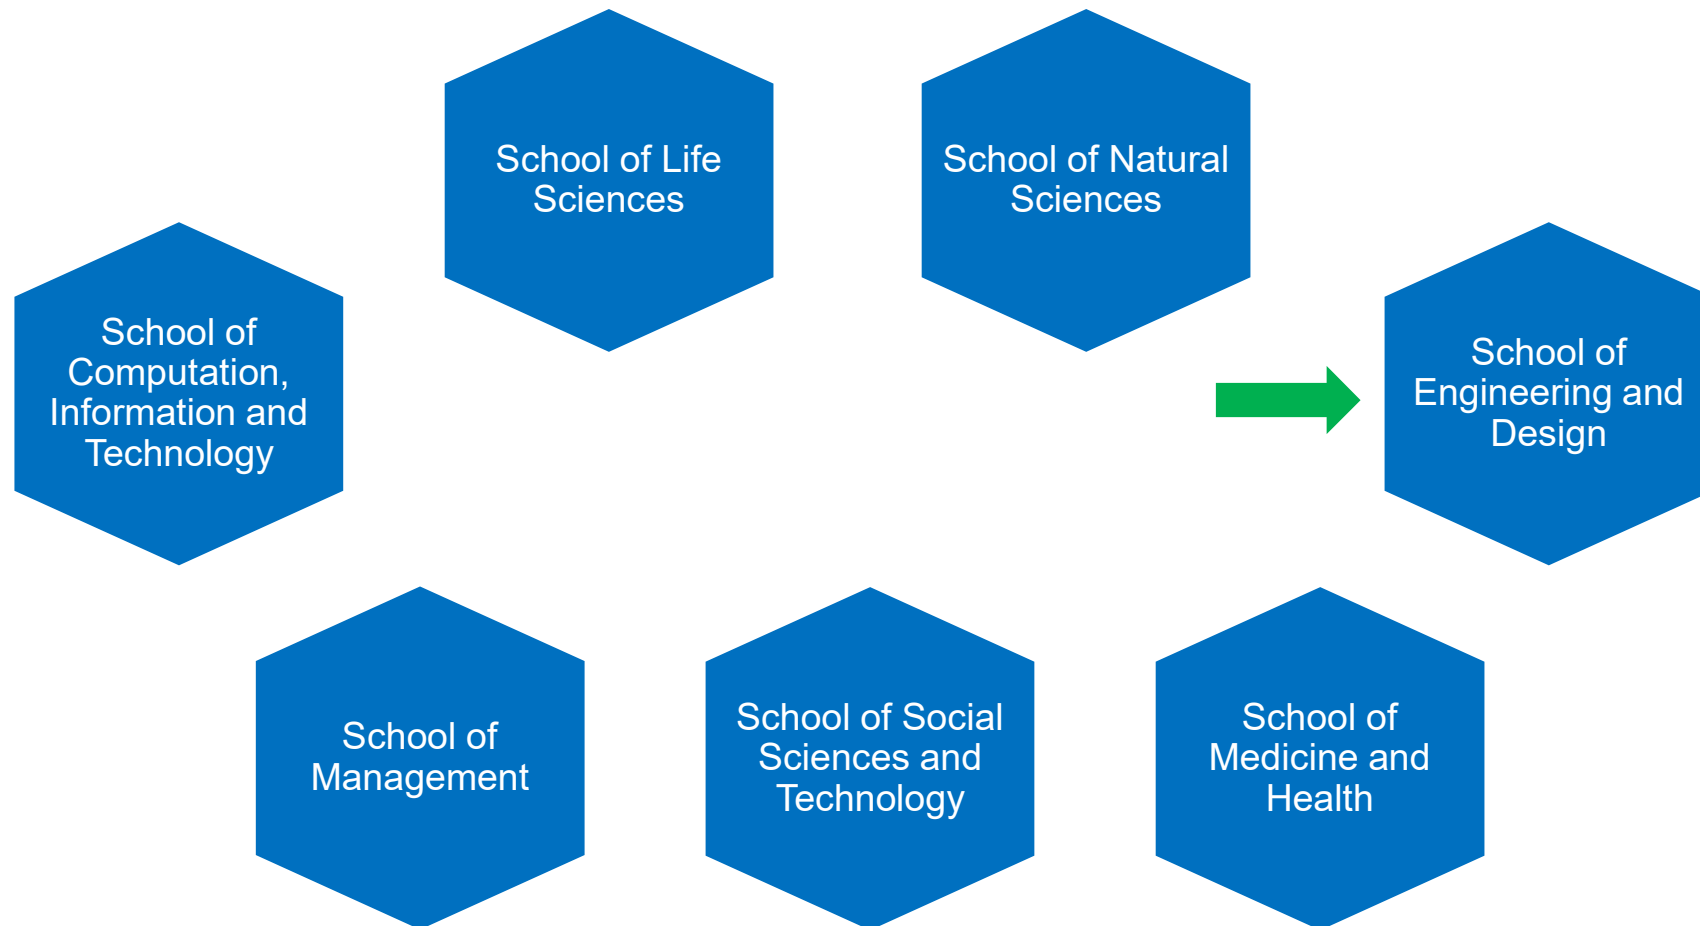 School of Life
Sciences
School of Natural
Sciences
School of
Computation,
Information and
Technology
School of
Engineering and
Design
School of
Management
School of Social
Sciences and
Technology
School of
Medicine and
Health